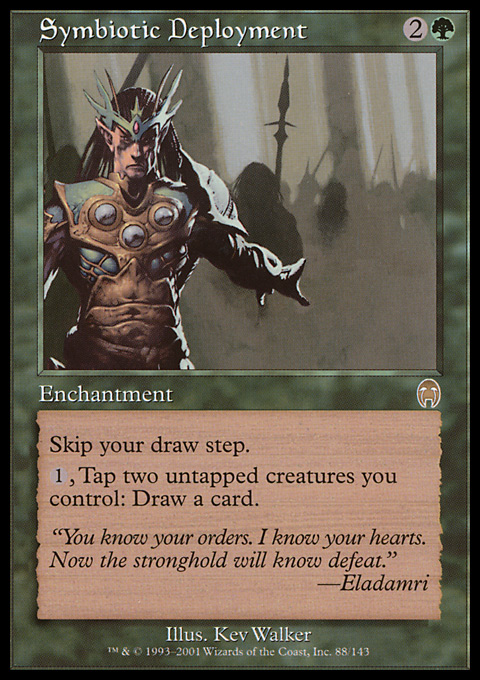 Symbiotic Deployment 2
Enchantment
Skip your draw step.
1, Tap two untapped creatures you
control: Draw a card.
“You know your orders. I know your hearts.
Now the stronghold will know defeat.”
—Eladamri
Illus. Kev Walker
™ & © 1993–2001 Wizards of the Coast, Inc. 88/143